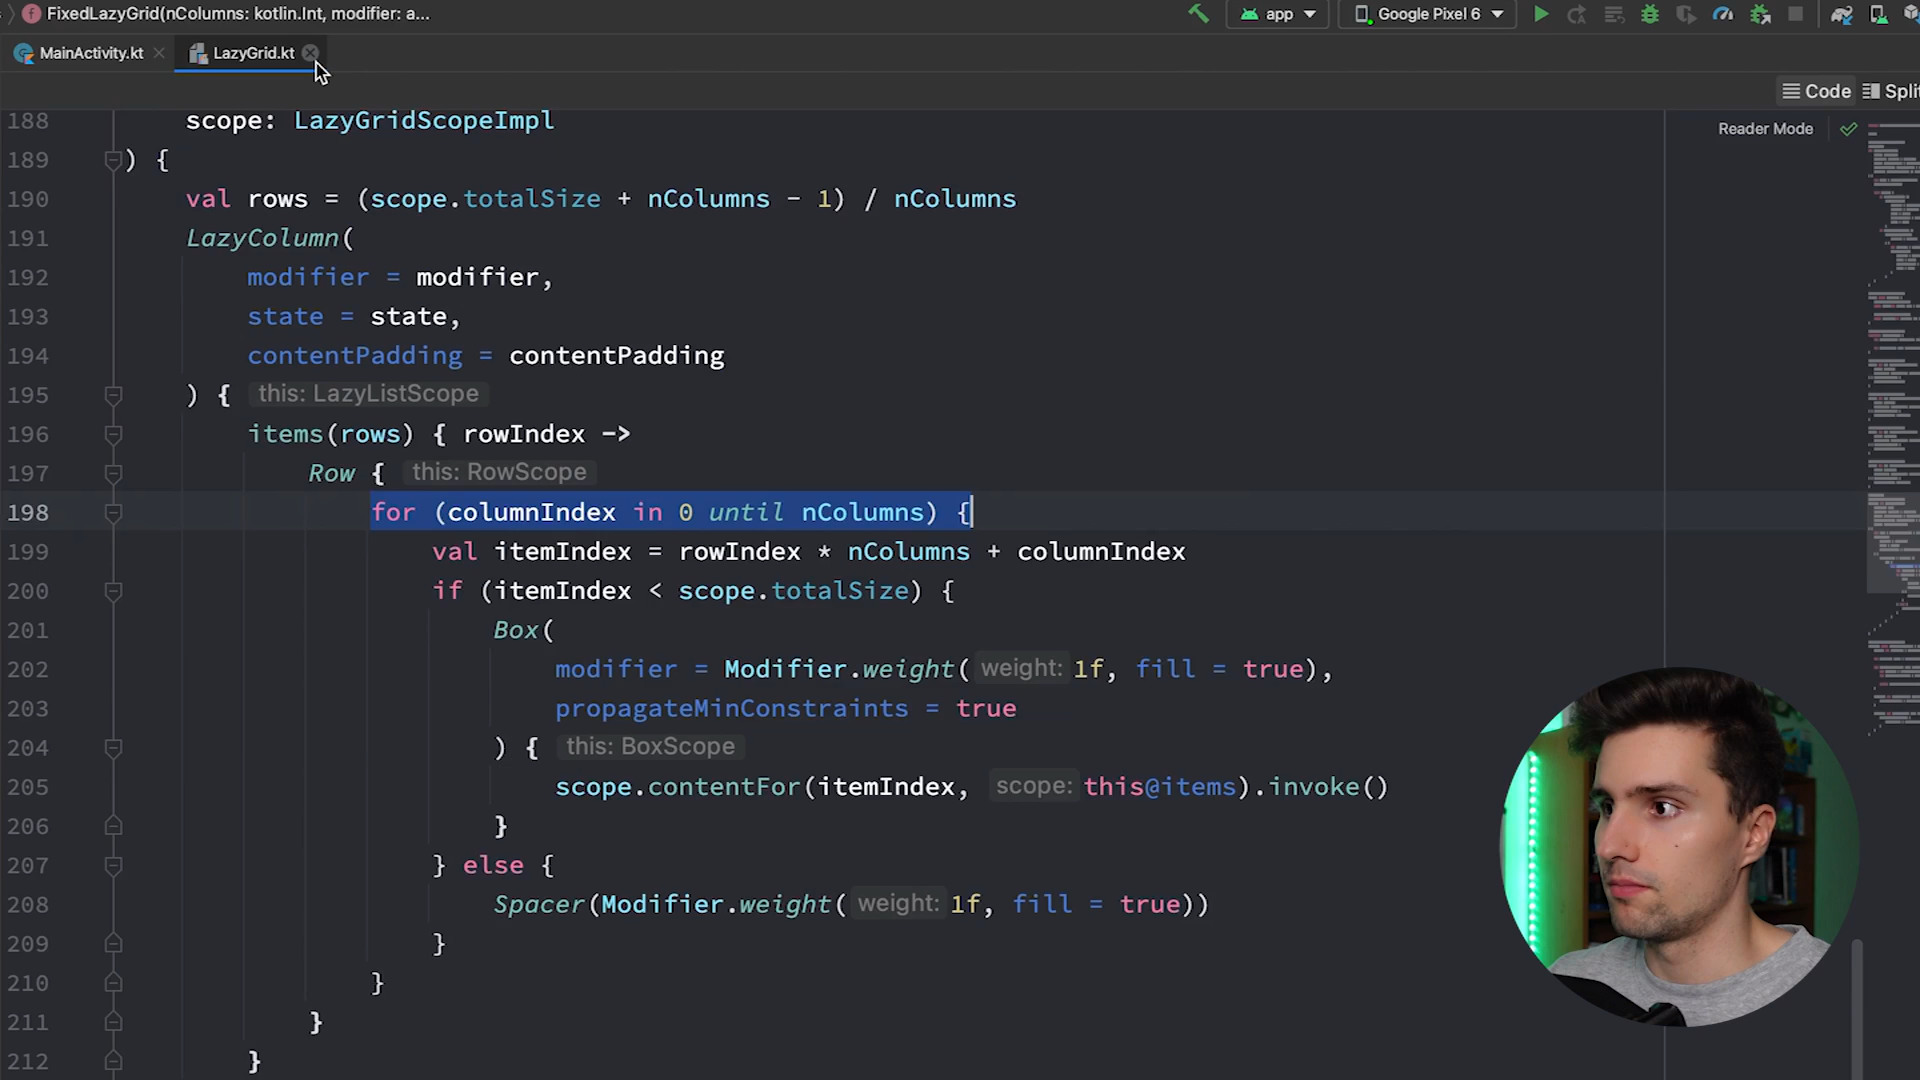 FixedLazyGrid(nColumns: kotlin.Int, modifier: a...
app
Google Pixel 6
MainActivity.kt
LazyGrid.kt
Code
Split
Reader Mode
188 scope: LazyGridScopeImpl
189 ) {
190 val rows = (scope.totalSize + nColumns - 1) / nColumns
191 LazyColumn(
192 modifier = modifier,
193 state = state,
194 contentPadding = contentPadding
195 ) { this: LazyListScope
196 items(rows) { rowIndex ->
197 Row { this: RowScope
198 for (columnIndex in 0 until nColumns) {
199 val itemIndex = rowIndex * nColumns + columnIndex
200 if (itemIndex < scope.totalSize) {
201 Box(
202 modifier = Modifier.weight( weight: 1f, fill = true),
203 propagateMinConstraints = true
204 ) { this: BoxScope
205 scope.contentFor(itemIndex, scope: this@items).invoke()
206 }
207 } else {
208 Spacer(Modifier.weight( weight: 1f, fill = true))
209 }
210 }
211 }
212 }